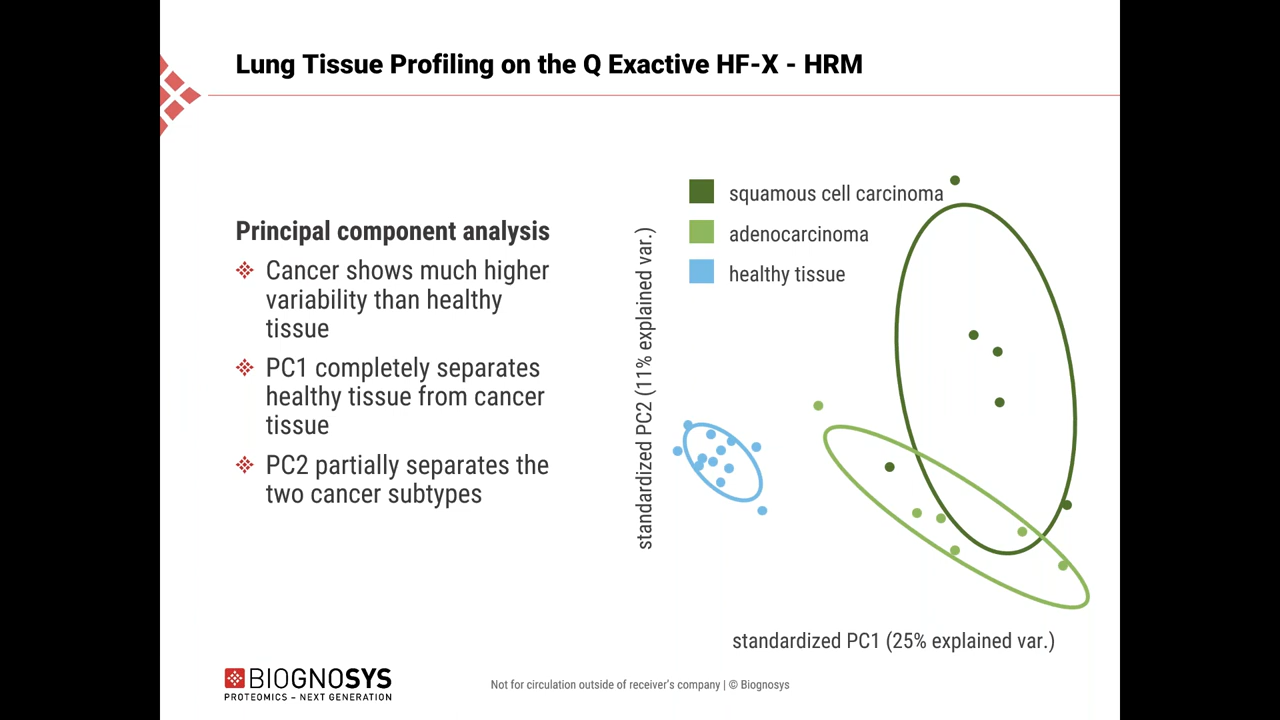 Lung Tissue Profiling on the Q Exactive HF-X - HRM
Principal component analysis
Cancer shows much higher
variability than healthy
tissue
PC1 completely separates
healthy tissue from cancer
tissue
PC2 partially separates the
two cancer subtypes
squamous cell carcinoma
adenocarcinoma
healthy tissue
standardized PC2 (11% explained var.)
standardized PC1 (25% explained var.)
BIOGNOSYS
PROTEOMICS – NEXT GENERATION
Not for circulation outside of receiver's company | © Biognosys